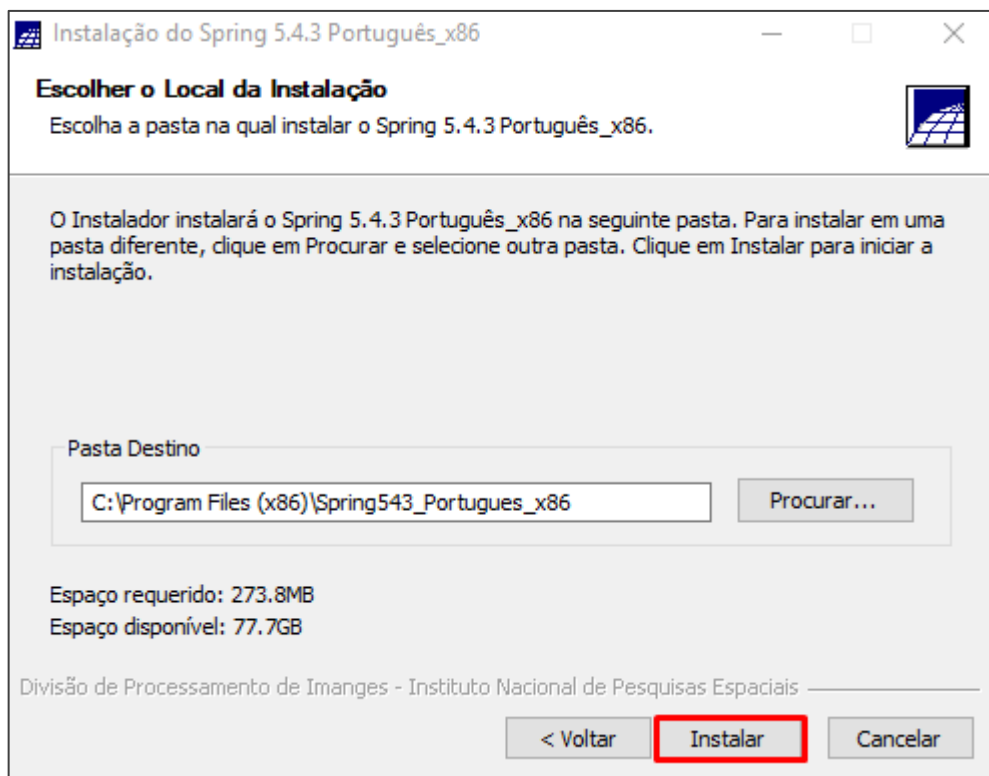 Instalação do Spring 5.4.3 Português_x86
Escolher o Local da Instalação
Escolha a pasta na qual instalar o Spring 5.4.3 Português_x86.
O Instalador instalará o Spring 5.4.3 Português_x86 na seguinte pasta. Para instalar em uma
pasta diferente, clique em Procurar e selecione outra pasta. Clique em Instalar para iniciar a
instalação.
Pasta Destino
C:\Program Files (x86)\Spring543_Portugues_x86
Procurar...
Espaço requerido: 273.8MB
Espaço disponível: 77.7GB
Divisão de Processamento de Imanges - Instituto Nacional de Pesquisas Espaciais
< Voltar
Instalar
Cancelar